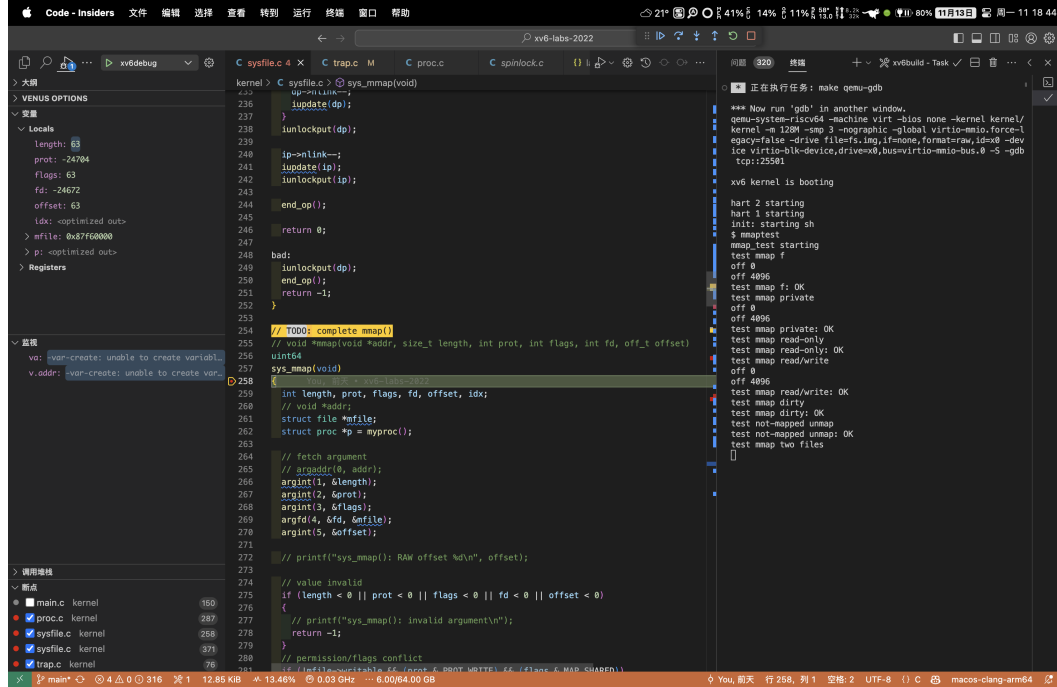 Code - Insiders 文件 编辑 选择 查看 转到 运行 终端 窗口 帮助
21° 41% 14% 11% 80% 11月13日 周一 11 18 44
xv6-labs-2022
xv6debug
sysfile.c 4
trap.c M
proc.c
spinlock.c
kernel > C sysfile.c > sys_mmap(void)
大纲
VENUS OPTIONS
变量
Locals
length: 63
prot: -24704
flags: 63
fd: -24672
offset: 63
idx: <optimized out>
mfile: 0x87f60000
p: <optimized out>
Registers
监视
va: -var-create: unable to create variabl…
v.addr: -var-create: unable to create var…
调用堆栈
断点
main.c kernel 150
proc.c kernel 287
sysfile.c kernel 258
sysfile.c kernel 371
trap.c kernel 76
235 dp->nlink--;
236 iupdate(dp);
237 }
238 iunlockput(dp);
239
240 ip->nlink--;
241 iupdate(ip);
242 iunlockput(ip);
243
244 end_op();
245
246 return 0;
247
248 bad:
249 iunlockput(dp);
250 end_op();
251 return -1;
252 }
253
254 // TODO: complete mmap()
255 // void *mmap(void *addr, size_t length, int prot, int flags, int fd, off_t offset)
256 uint64
257 sys_mmap(void)
258 { You, 前天 • xv6-labs-2022
259 int length, prot, flags, fd, offset, idx;
260 // void *addr;
261 struct file *mfile;
262 struct proc *p = myproc();
263
264 // fetch argument
265 // argaddr(0, addr);
266 argint(1, &length);
267 argint(2, &prot);
268 argint(3, &flags);
269 argfd(4, &fd, &mfile);
270 argint(5, &offset);
271
272 // printf("sys_mmap(): RAW offset %d\n", offset);
273
274 // value invalid
275 if (length < 0 || prot < 0 || flags < 0 || fd < 0 || offset < 0)
276 {
277 // printf("sys_mmap(): invalid argument\n");
278 return -1;
279 }
280 // permission/flags conflict
281 if (!mfile->writable && (prot & PROT_WRITE) && (flags & MAP_SHARED))
问题 320 终端
xv6build - Task
* 正在执行任务: make qemu-gdb
*** Now run 'gdb' in another window.
qemu-system-riscv64 -machine virt -bios none -kernel kernel/
kernel -m 128M -smp 3 -nographic -global virtio-mmio.force-l
egacy=false -drive file=fs.img,if=none,format=raw,id=x0 -dev
ice virtio-blk-device,drive=x0,bus=virtio-mmio-bus.0 -S -gdb
tcp::25501
xv6 kernel is booting
hart 2 starting
hart 1 starting
init: starting sh
$ mmaptest
mmap_test starting
test mmap f
off 0
off 4096
test mmap f: OK
test mmap private
off 0
off 4096
test mmap private: OK
test mmap read-only
test mmap read-only: OK
test mmap read/write
off 0
off 4096
test mmap read/write: OK
test mmap dirty
test mmap dirty: OK
test not-mapped unmap
test not-mapped unmap: OK
test mmap two files
main* 4 0 316 1 12.85 KiB 13.46% 0.03 GHz 6.00/64.00 GB
You, 前天 行 258，列 1 空格: 2 UTF-8 {} C macos-clang-arm64